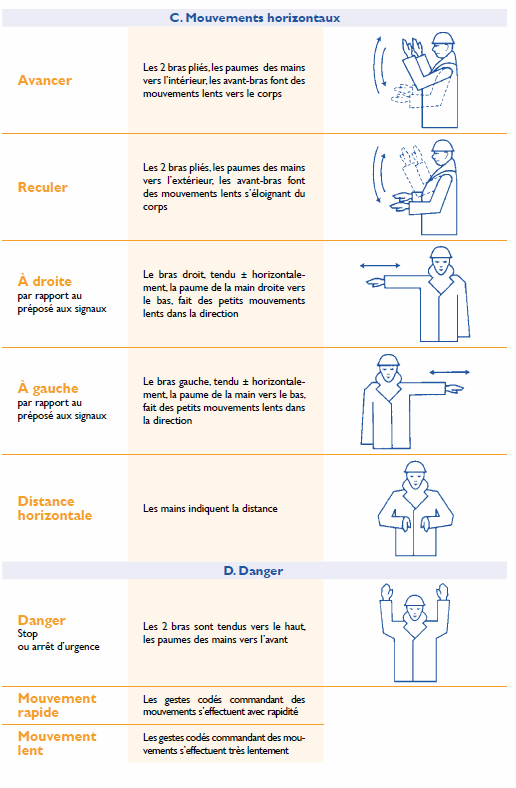 C. Mouvements horizontaux
Avancer
Les 2 bras pliés, les paumes des mains
vers l'intérieur, les avant-bras font des
mouvements lents vers le corps
Reculer
Les 2 bras pliés, les paumes des mains
vers l'extérieur, les avant-bras font
des mouvements lents s'éloignant du
corps
À droite
par rapport au
préposé aux signaux
Le bras droit, tendu ± horizontale-
ment, la paume de la main droite vers
le bas, fait des petits mouvements
lents dans la direction
À gauche
par rapport au
préposé aux signaux
Le bras gauche, tendu ± horizontale-
ment, la paume de la main vers le bas,
fait des petits mouvements lents dans
la direction
Distance
horizontale
Les mains indiquent la distance
D. Danger
Danger
Stop
ou arrêt d'urgence
Les 2 bras sont tendus vers le haut,
les paumes des mains vers l'avant
Mouvement
rapide
Les gestes codés commandant des
mouvements s'effectuent avec rapidité
Mouvement
lent
Les gestes codés commandant des mou-
vements s'effectuent très lentement